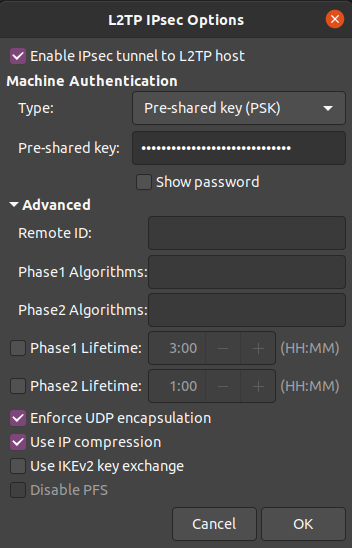 L2TP IPsec Options
Enable IPsec tunnel to L2TP host
Machine Authentication
Type: Pre-shared key (PSK)
Pre-shared key: ••••••••••••••••••••••••••••••
Show password
Advanced
Remote ID:
Phase1 Algorithms:
Phase2 Algorithms:
Phase1 Lifetime: 3:00 − + (HH:MM)
Phase2 Lifetime: 1:00 − + (HH:MM)
Enforce UDP encapsulation
Use IP compression
Use IKEv2 key exchange
Disable PFS
Cancel OK